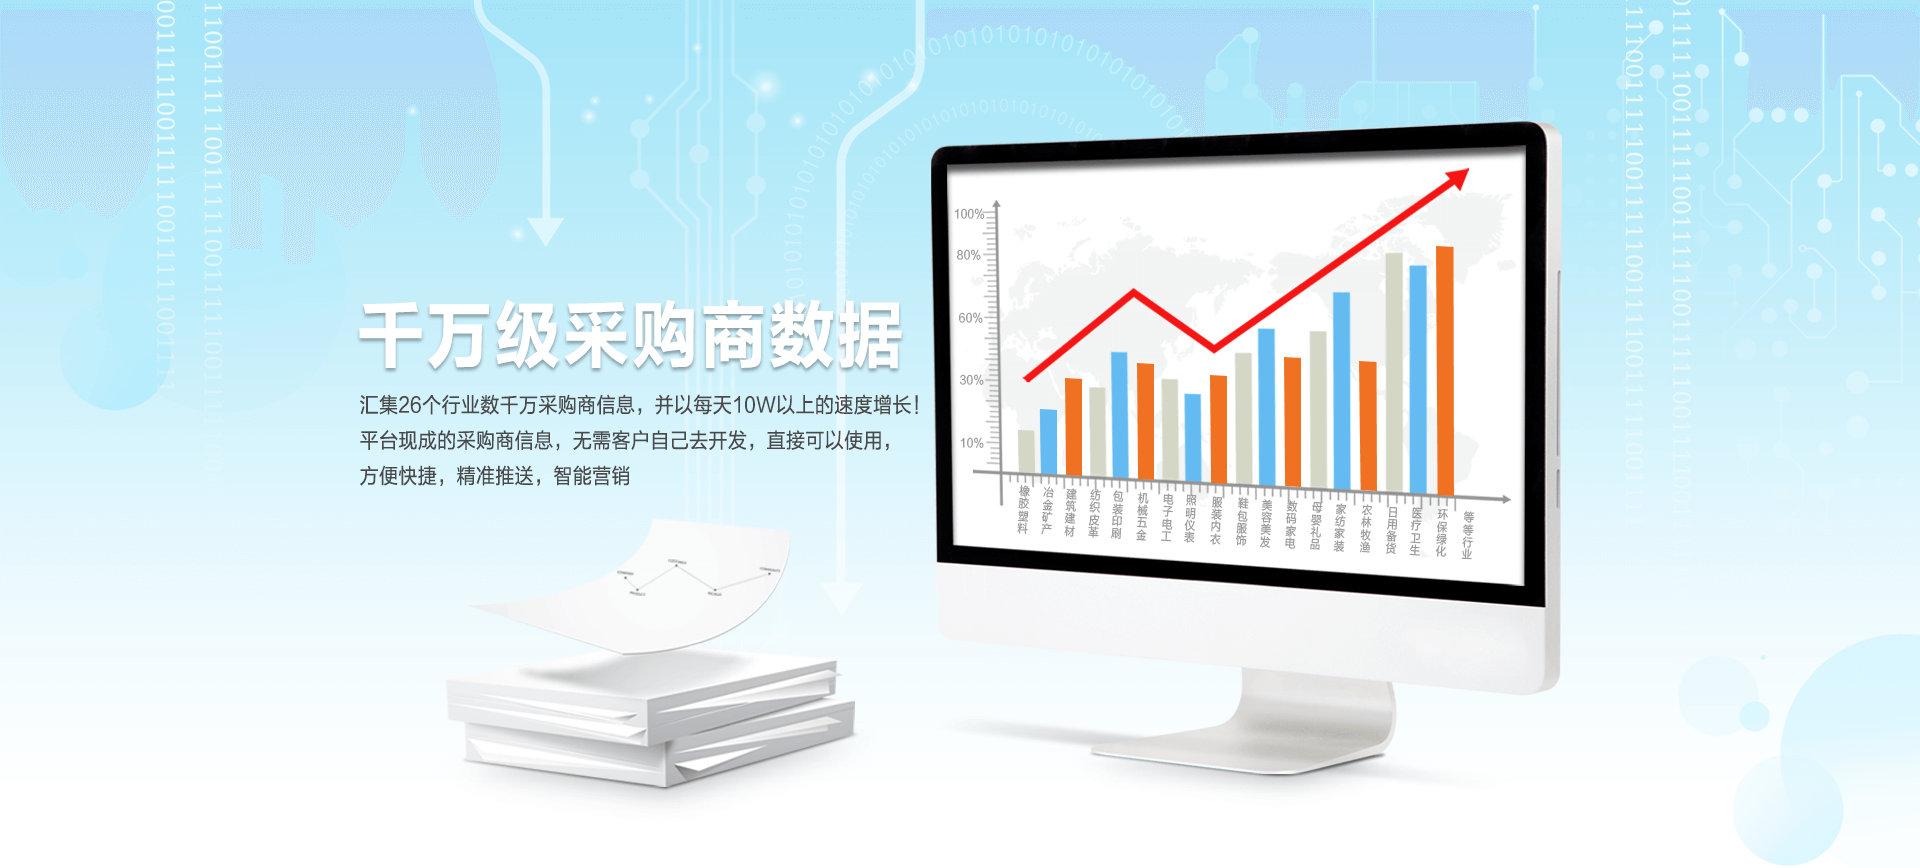 千万级采购商数据
汇集26个行业数千万采购商信息，并以每天10W以上的速度增长！
平台现成的采购商信息，无需客户自己去开发，直接可以使用，
方便快捷，精准推送，智能营销
100%
80%
60%
30%
10%
橡胶塑料
冶金矿产
建筑建材
纺织皮革
包装印刷
机械五金
电子电工
照明仪表
服装内衣
鞋包服饰
美容美发
数码家电
母婴礼品
家纺家装
农林牧渔
日用备货
医疗卫生
环保绿化
等等行业